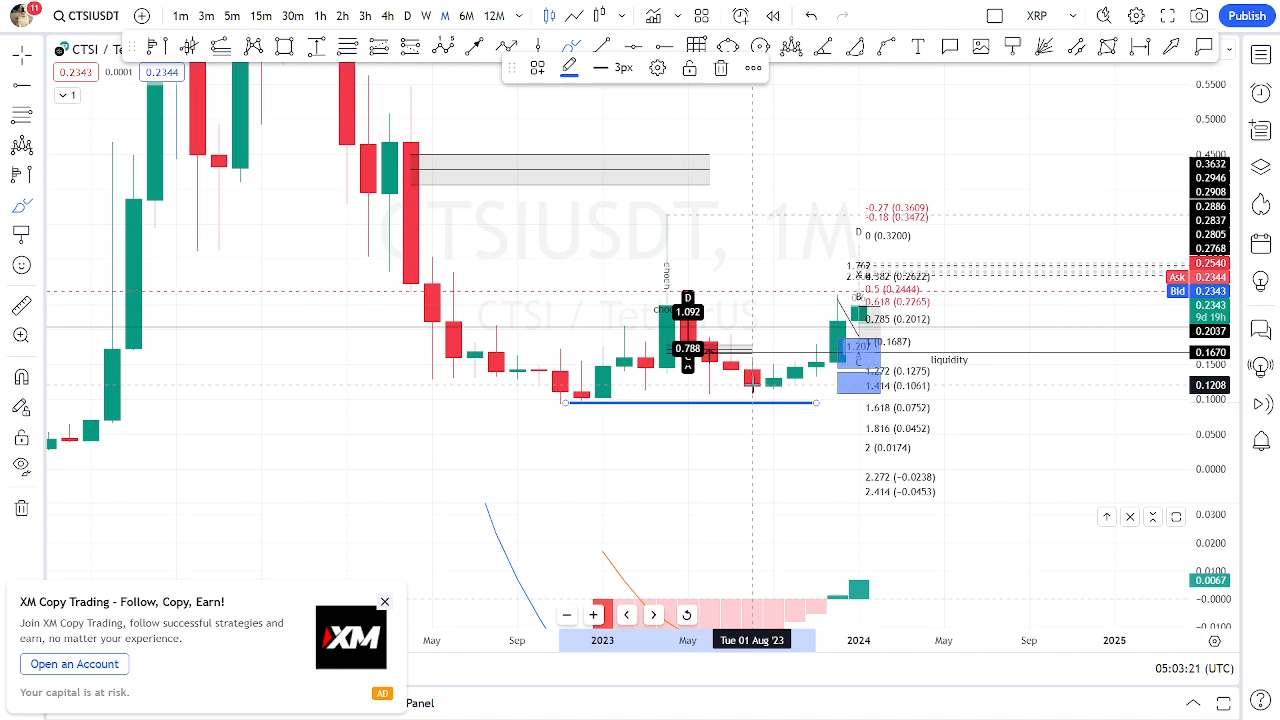 11
CTSIUSDT
1m 3m 5m 15m 30m 1h 2h 3h 4h D W M 6M 12M
XRP
Publish
CTSI / Te
0.2343 0.0001 0.2344
3px
1
CTSIUSDT, 1M
CTSI / TetherUS
0.5500
0.5000
0.4500
0.3632
0.2946
0.2908
0.2886
0.2837
0.2805
0.2768
0.2540
Ask 0.2344
Bid 0.2343
0.2343
9d 19h
0.2037
0.1670
0.1500
0.1208
0.1000
0.0500
0.0000
-0.27 (0.3609)
-0.18 (0.3472)
D
0 (0.3200)
0.382 (0.2622)
0.5 (0.2444)
0.618 (0.2265)
0.785 (0.2012)
1 (0.1687)
liquidity
1.272 (0.1275)
1.414 (0.1061)
1.618 (0.0752)
1.816 (0.0452)
2 (0.0174)
2.272 (−0.0238)
2.414 (−0.0453)
choch
D
1.092
0.788
A
1.207
A
C
0.0300
0.0200
0.0100
0.0067
−0.0000
−0.0100
XM Copy Trading - Follow, Copy, Earn!
Join XM Copy Trading, follow successful strategies and
earn, no matter your experience.
XM
Open an Account
Your capital is at risk.
AD
May Sep 2023 May Tue 01 Aug '23 2024 May Sep 2025
05:03:21 (UTC)
Panel